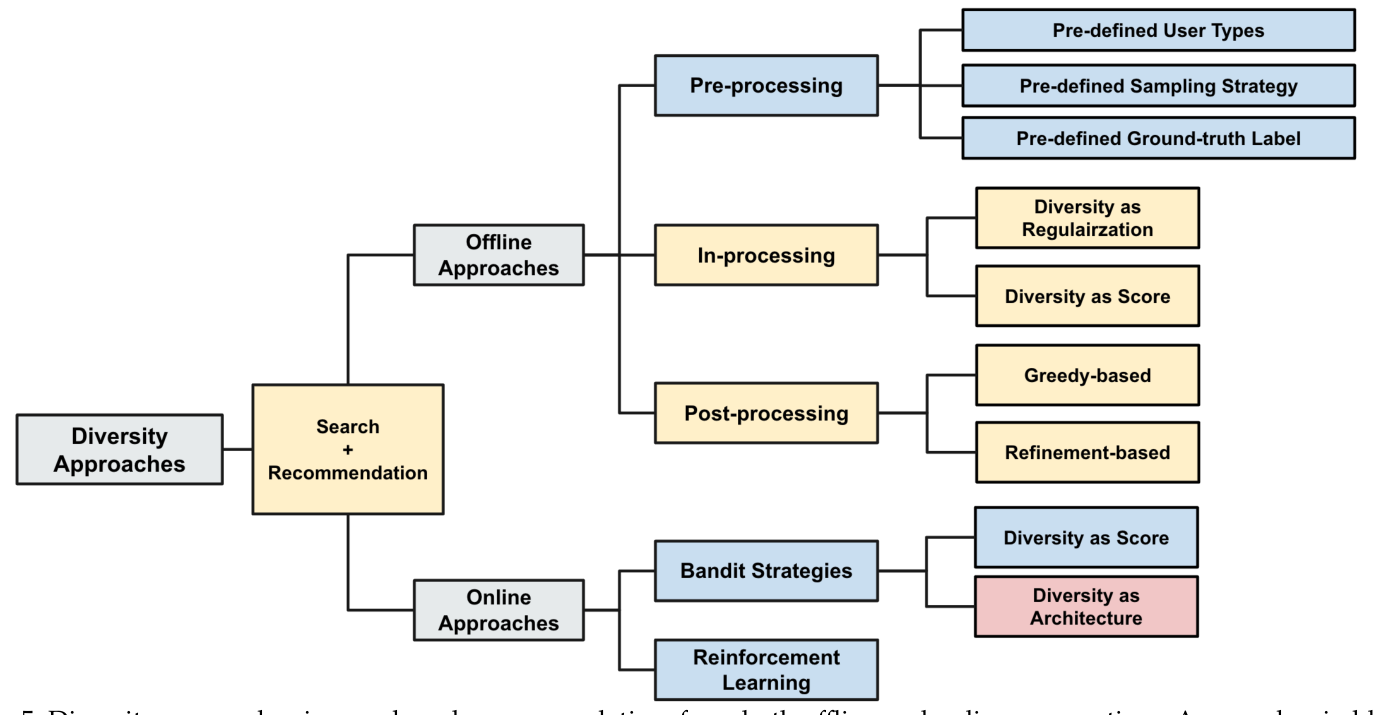 Diversity
Approaches
Search
+
Recommendation
Offline
Approaches
Pre-processing
Pre-defined User Types
Pre-defined Sampling Strategy
Pre-defined Ground-truth Label
In-processing
Diversity as
Regulairzation
Diversity as Score
Post-processing
Greedy-based
Refinement-based
Online
Approaches
Bandit Strategies
Diversity as Score
Diversity as
Architecture
Reinforcement
Learning